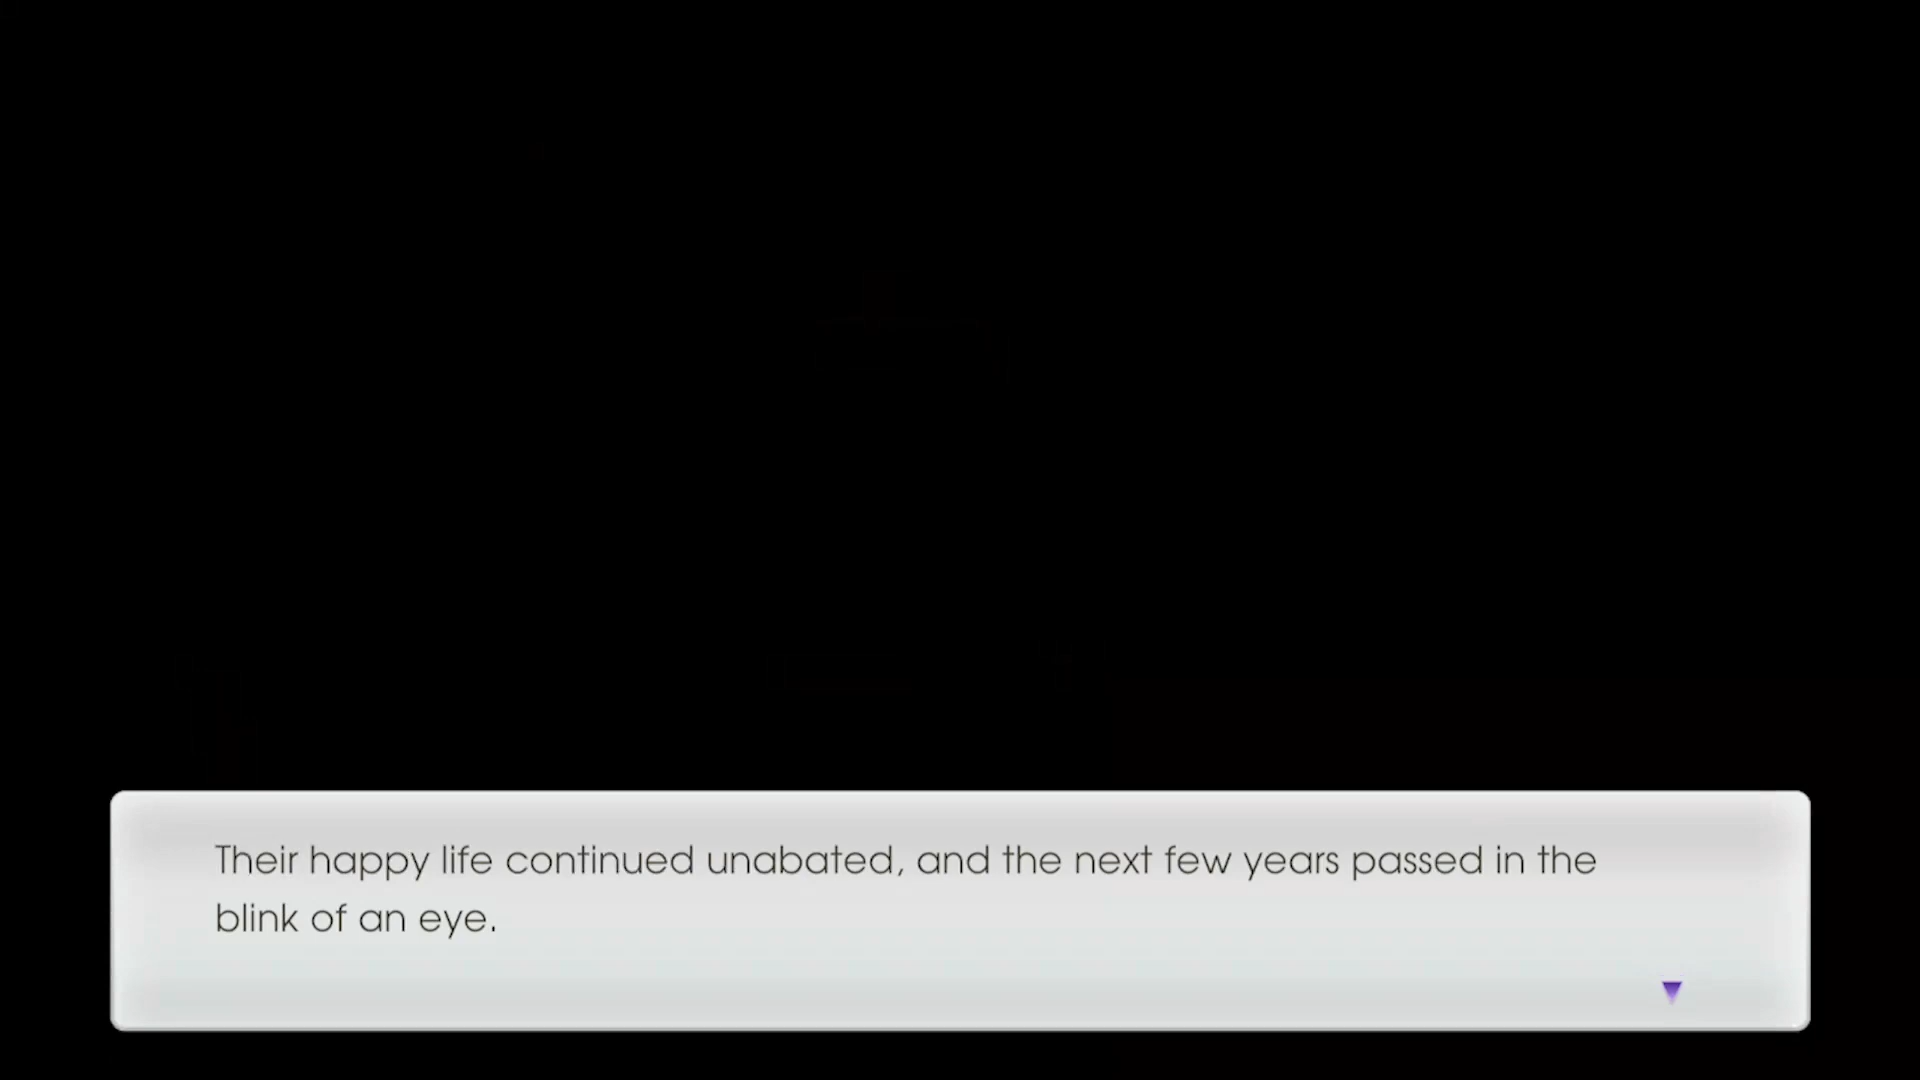 Their happy life continued unabated, and the next few years passed in the
blink of an eye.